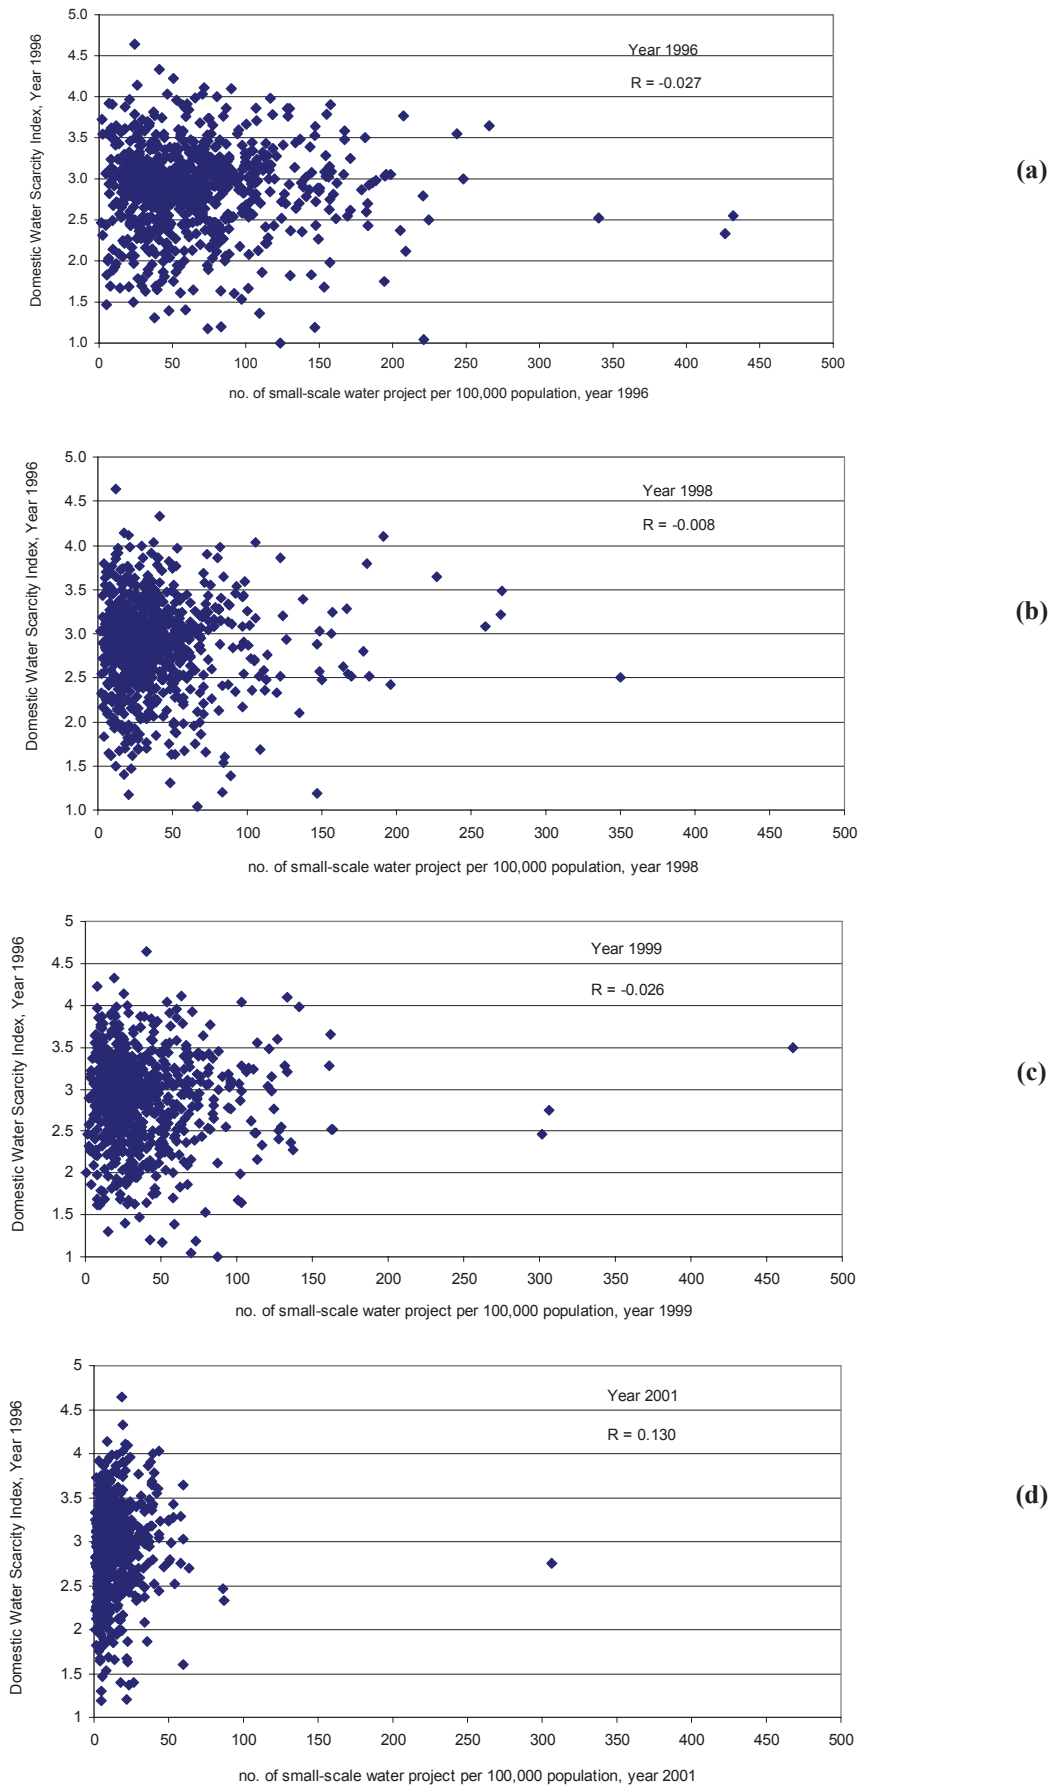 5.0
4.5
4.0
3.5
3.0
2.5
2.0
1.5
1.0
Domestic Water Scarcity Index, Year 1996
Year 1996
R = -0.027
0 50 100 150 200 250 300 350 400 450 500
no. of small-scale water project per 100,000 population, year 1996
(a)
5.0
4.5
4.0
3.5
3.0
2.5
2.0
1.5
1.0
Domestic Water Scarcity Index, Year 1996
Year 1998
R = -0.008
0 50 100 150 200 250 300 350 400 450 500
no. of small-scale water project per 100,000 population, year 1998
(b)
5
4.5
4
3.5
3
2.5
2
1.5
1
Domestic Water Scarcity Index, Year 1996
Year 1999
R = -0.026
0 50 100 150 200 250 300 350 400 450 500
no. of small-scale water project per 100,000 population, year 1999
(c)
5
4.5
4
3.5
3
2.5
2
1.5
1
Domestic Water Scarcity Index, Year 1996
Year 2001
R = 0.130
0 50 100 150 200 250 300 350 400 450 500
no. of small-scale water project per 100,000 population, year 2001
(d)